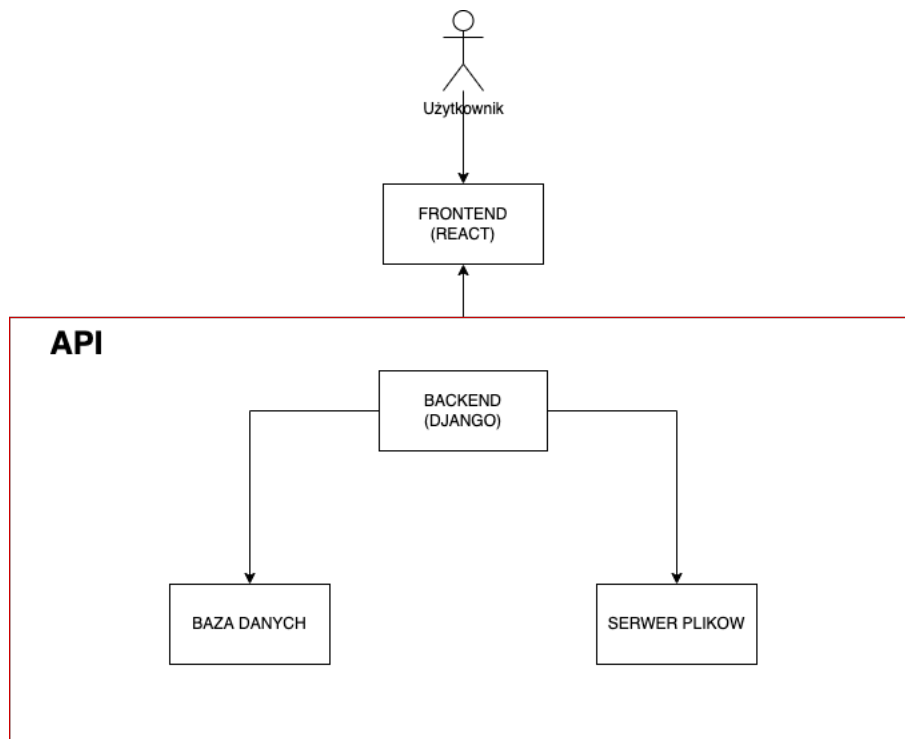 Użytkownik
FRONTEND
(REACT)
API
BACKEND
(DJANGO)
BAZA DANYCH
SERWER PLIKOW